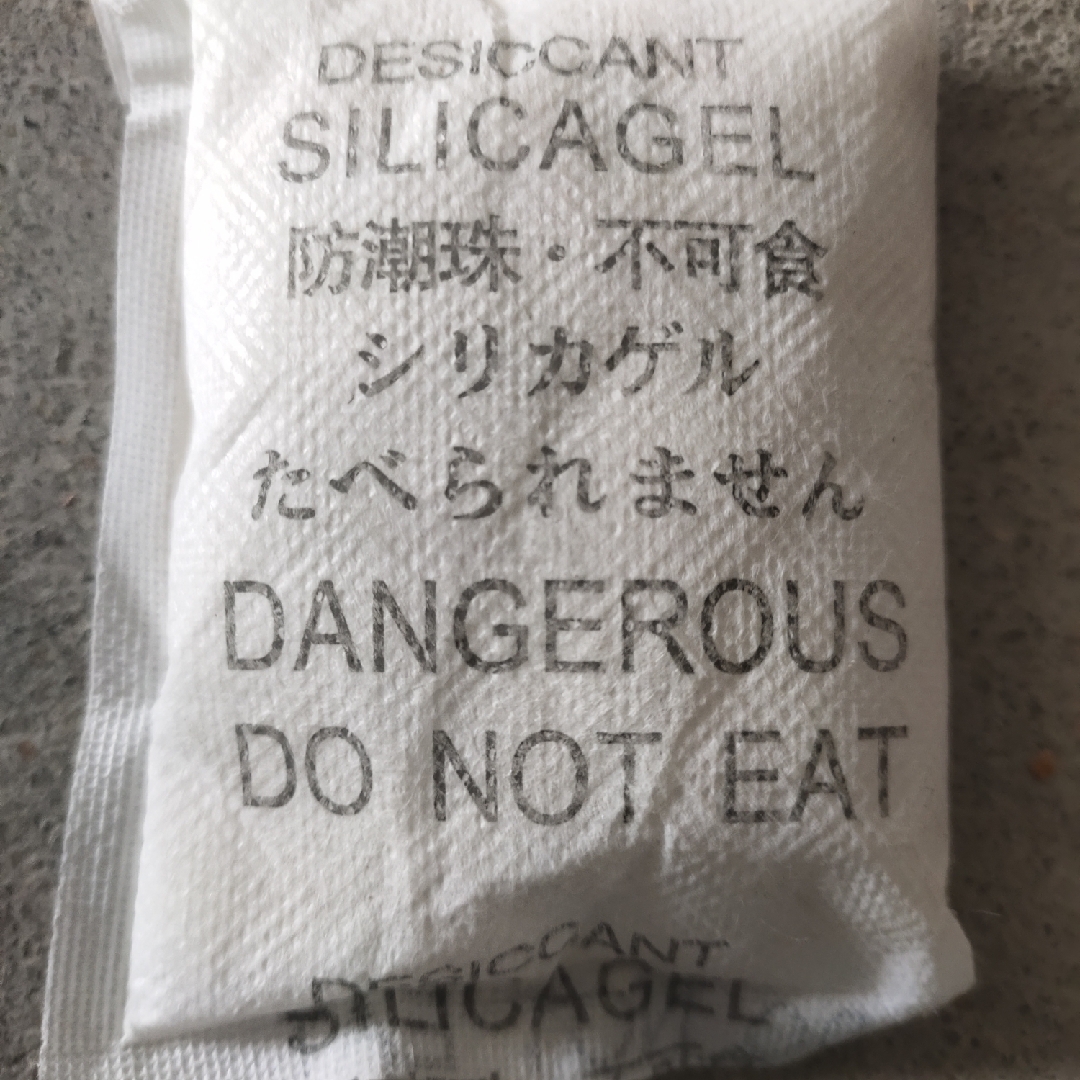 DESICCANT
SILICAGEL
防潮珠・不可食
シリカゲル
たべられません
DANGEROUS
DO NOT EAT
DESICCANT
SILICAGEL